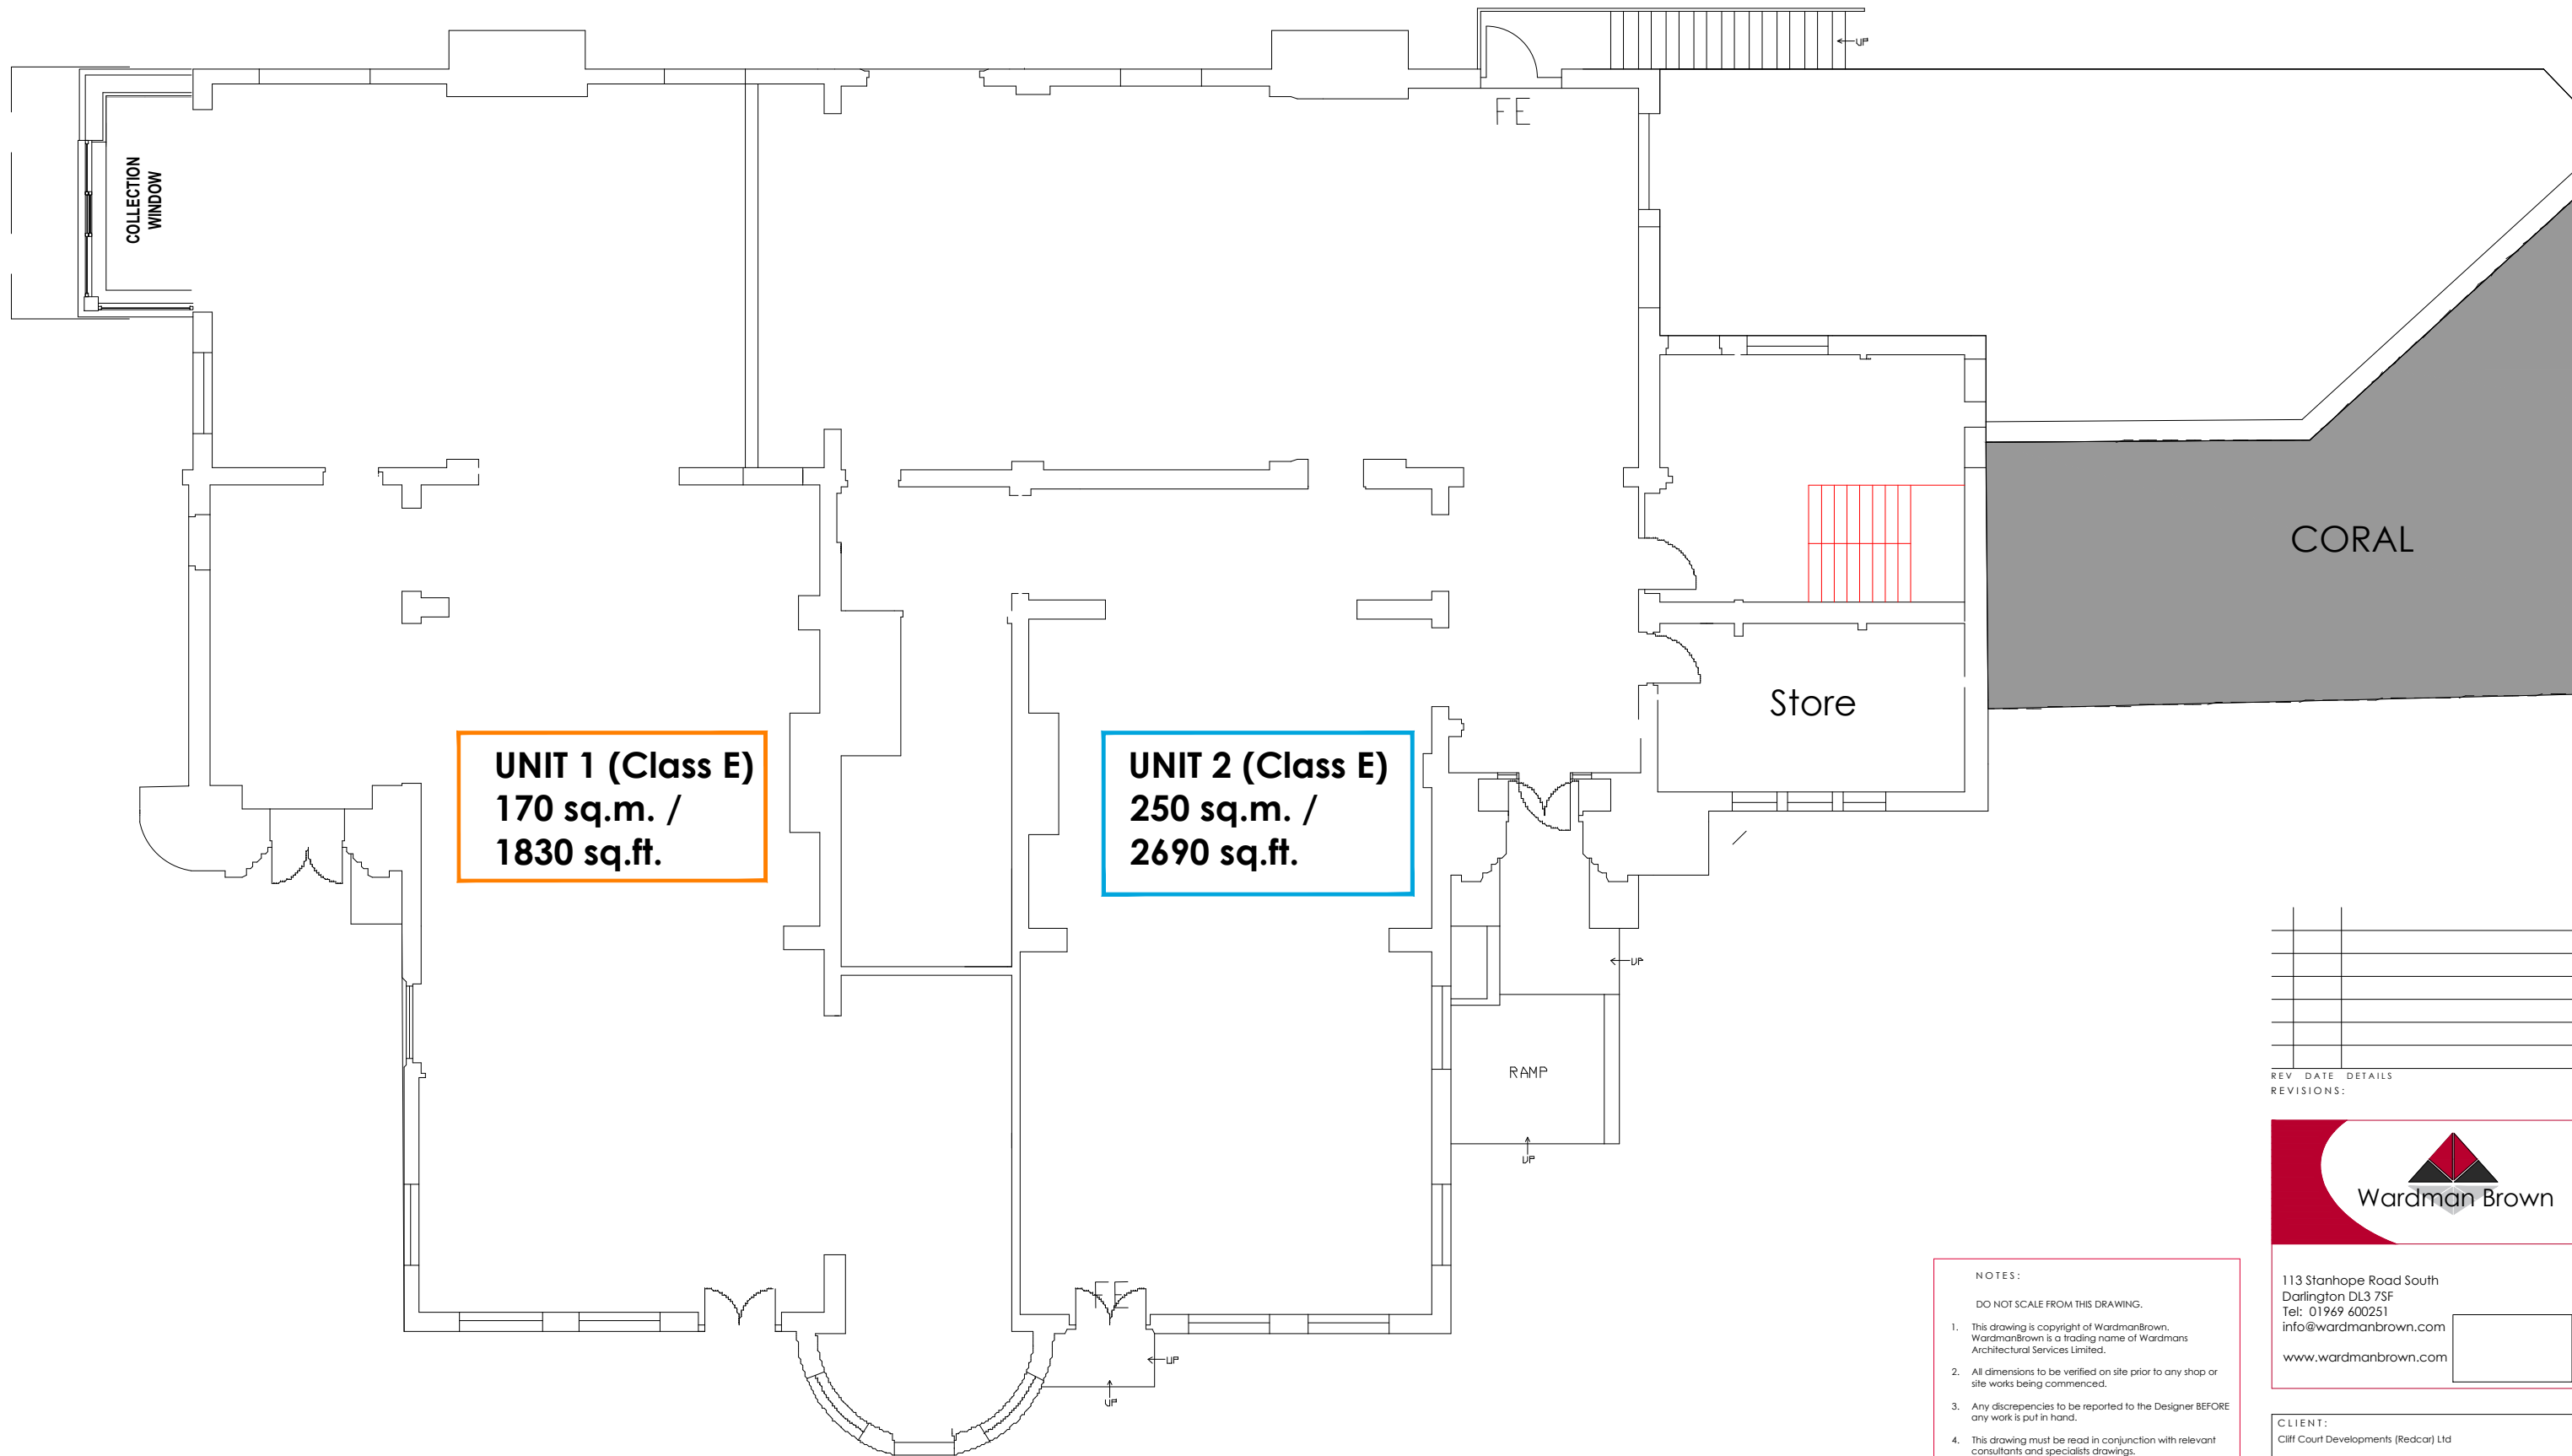 UP
FE
COLLECTION
WINDOW
CORAL
Store
UNIT 1 (Class E)
170 sq.m. /
1830 sq.ft.
UNIT 2 (Class E)
250 sq.m. /
2690 sq.ft.
UP
RAMP
UP
FE
UP
UP
REV DATE DETAILS
REVISIONS:
Wardman Brown
113 Stanhope Road South
Darlington DL3 7SF
Tel: 01969 600251
info@wardmanbrown.com
www.wardmanbrown.com
NOTES:
DO NOT SCALE FROM THIS DRAWING.
1. This drawing is copyright of WardmanBrown.
WardmanBrown is a trading name of Wardmans
Architectural Services Limited.
2. All dimensions to be verified on site prior to any shop or
site works being commenced.
3. Any discrepencies to be reported to the Designer BEFORE
any work is put in hand.
4. This drawing must be read in conjunction with relevant
consultants and specialists drawings.
CLIENT:
Cliff Court Developments (Redcar) Ltd